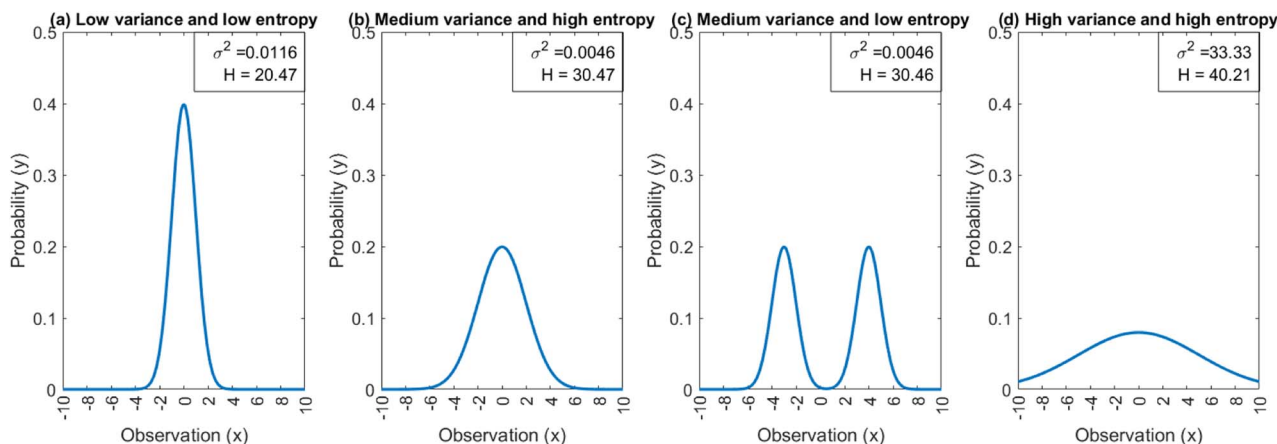 (a) Low variance and low entropy
σ² =0.0116
H = 20.47
0.5
0.4
0.3
0.2
0.1
0
Probability (y)
-10 -8 -6 -4 -2 0 2 4 6 8 10
Observation (x)
(b) Medium variance and high entropy
σ² =0.0046
H = 30.47
0.5
0.4
0.3
0.2
0.1
0
Probability (y)
-10 -8 -6 -4 -2 0 2 4 6 8 10
Observation (x)
(c) Medium variance and low entropy
σ² =0.0046
H = 30.46
0.5
0.4
0.3
0.2
0.1
0
Probability (y)
-10 -8 -6 -4 -2 0 2 4 6 8 10
Observation (x)
(d) High variance and high entropy
σ² =33.33
H = 40.21
0.5
0.4
0.3
0.2
0.1
0
Probability (y)
-10 -8 -6 -4 -2 0 2 4 6 8 10
Observation (x)